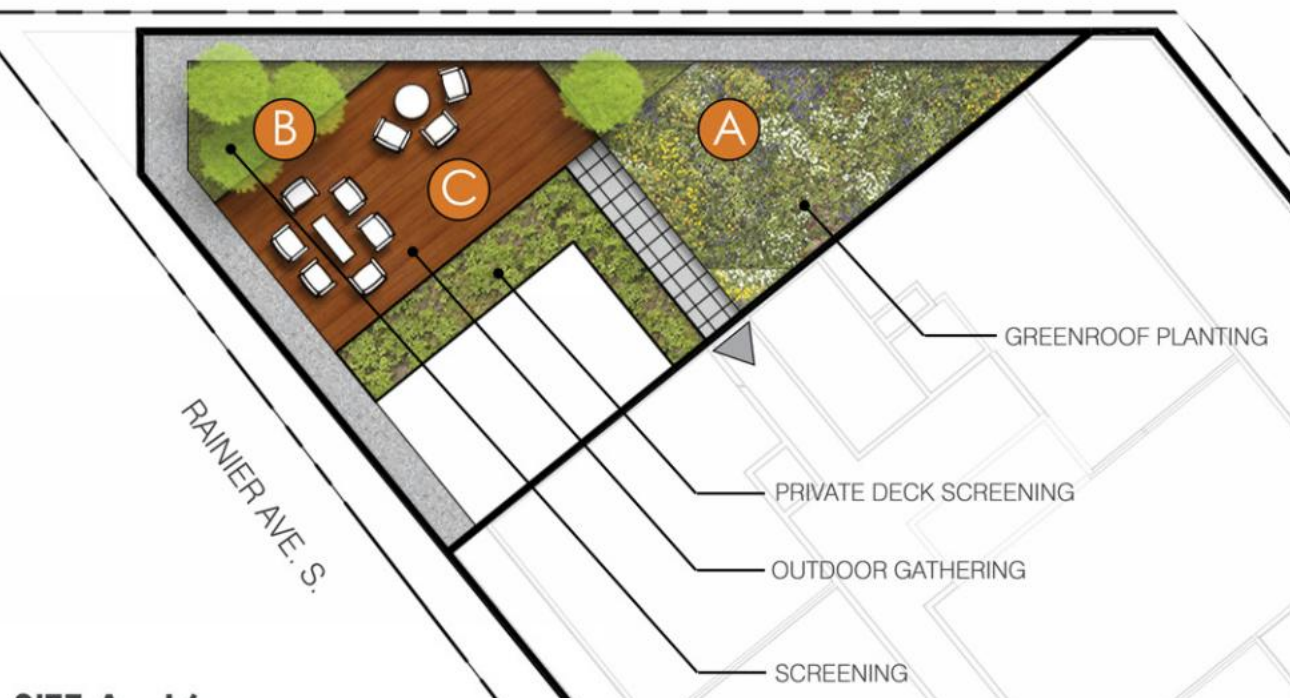 B
A
C
GREENROOF PLANTING
RAINIER AVE. S.
PRIVATE DECK SCREENING
OUTDOOR GATHERING
SCREENING